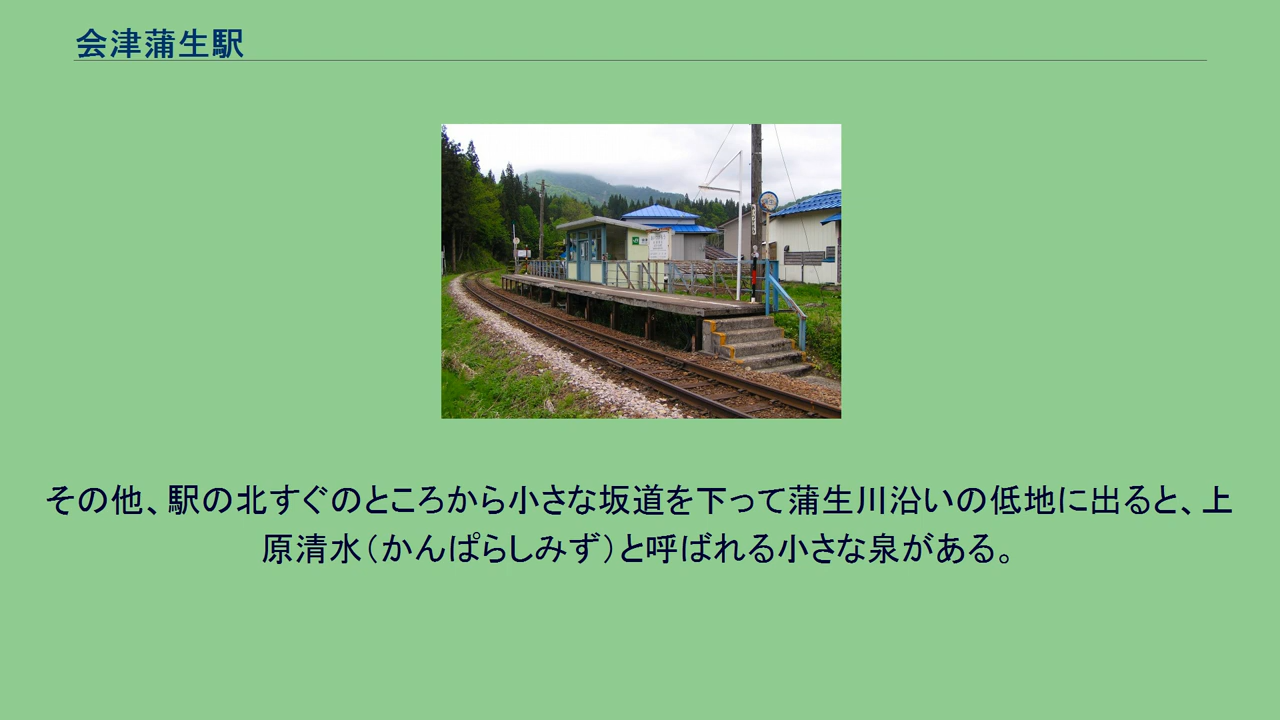 会津蒲生駅
その他、駅の北すぐのところから小さな坂道を下って蒲生川沿いの低地に出ると、上
原清水（かんぱらしみず）と呼ばれる小さな泉がある。